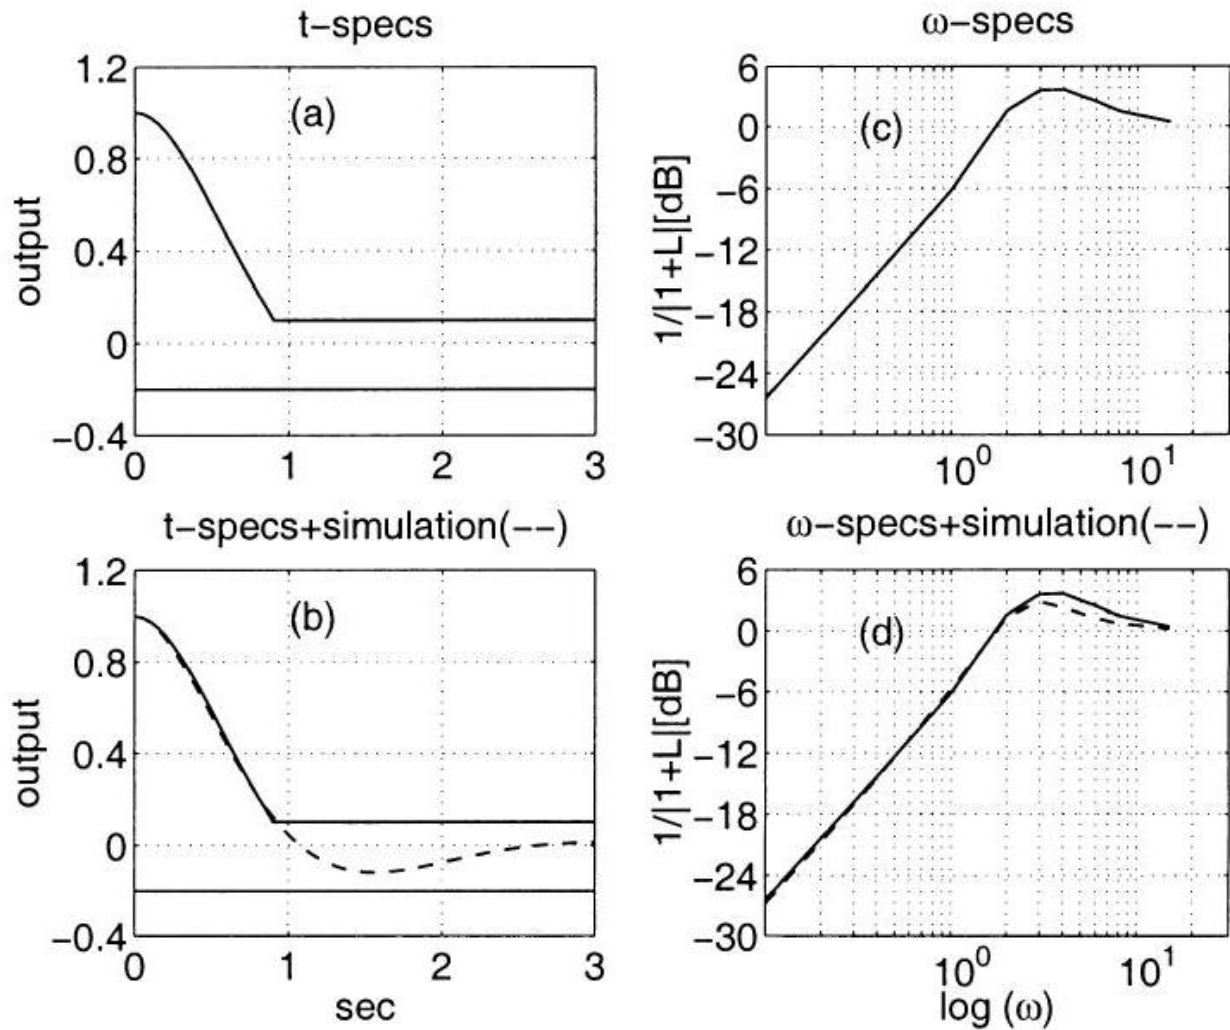 t-specs
1.2
0.8
0.4
0
-0.4
output
(a)
0 1 2 3
ω-specs
6
0
-6
-12
-18
-24
-30
1/|1+L|[dB]
(c)
10^0 10^1
t-specs+simulation(--)
1.2
0.8
0.4
0
-0.4
output
(b)
0 1 2 3
sec
ω-specs+simulation(--)
6
0
-6
-12
-18
-24
-30
1/|1+L|[dB]
(d)
10^0 10^1
log (ω)